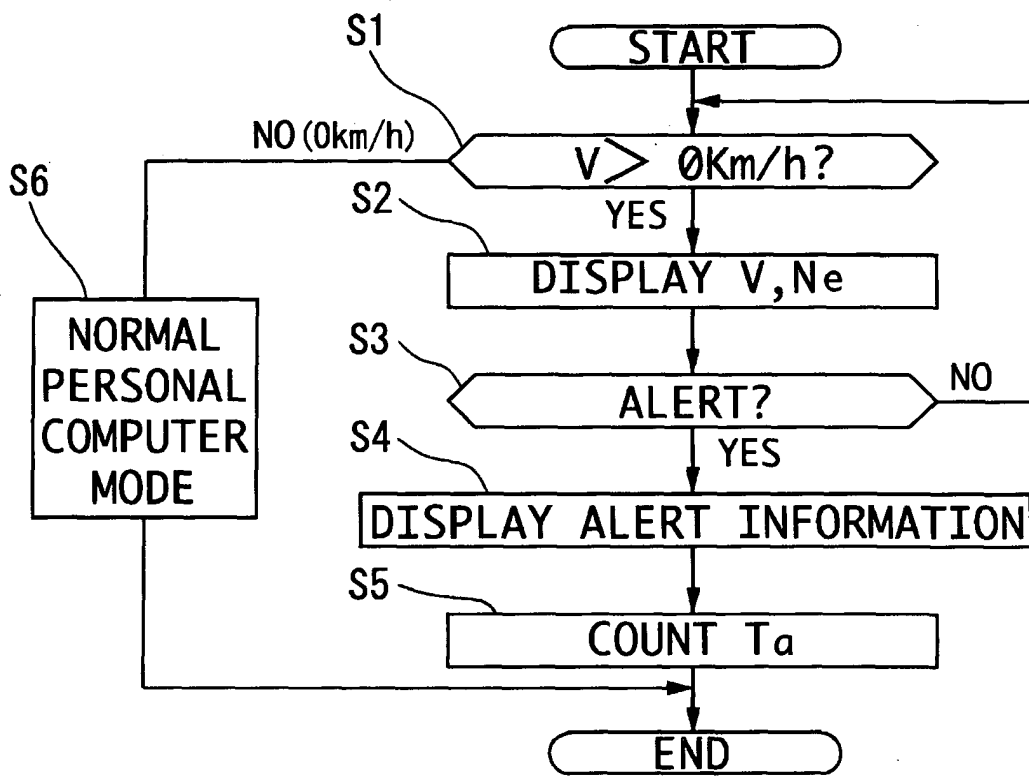 S1
START
NO(0km/h)
V> 0Km/h?
S6
S2
YES
DISPLAY V,Ne
NORMAL
PERSONAL
COMPUTER
MODE
S3
ALERT?
NO
S4
YES
DISPLAY ALERT INFORMATION
S5
COUNT Ta
END